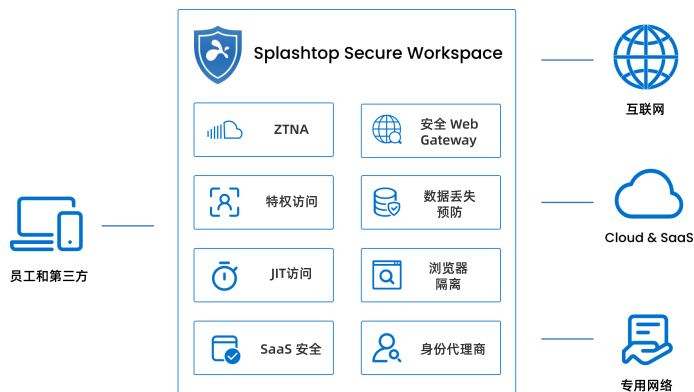 Splashtop Secure Workspace
ZTNA
安全 Web
Gateway
特权访问
数据丢失
预防
JIT访问
浏览器
隔离
SaaS 安全
身份代理商
员工和第三方
互联网
Cloud & SaaS
专用网络